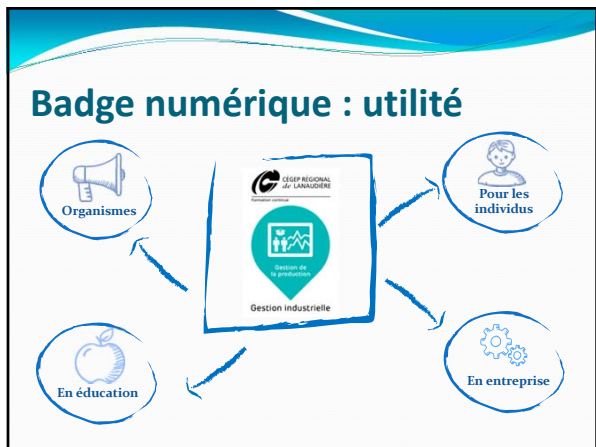 Badge numérique : utilité
Organismes
CÉGEP RÉGIONAL
de LANAUDIÈRE
Formation continue
Gestion de
la production
Gestion industrielle
Pour les
individus
En éducation
En entreprise